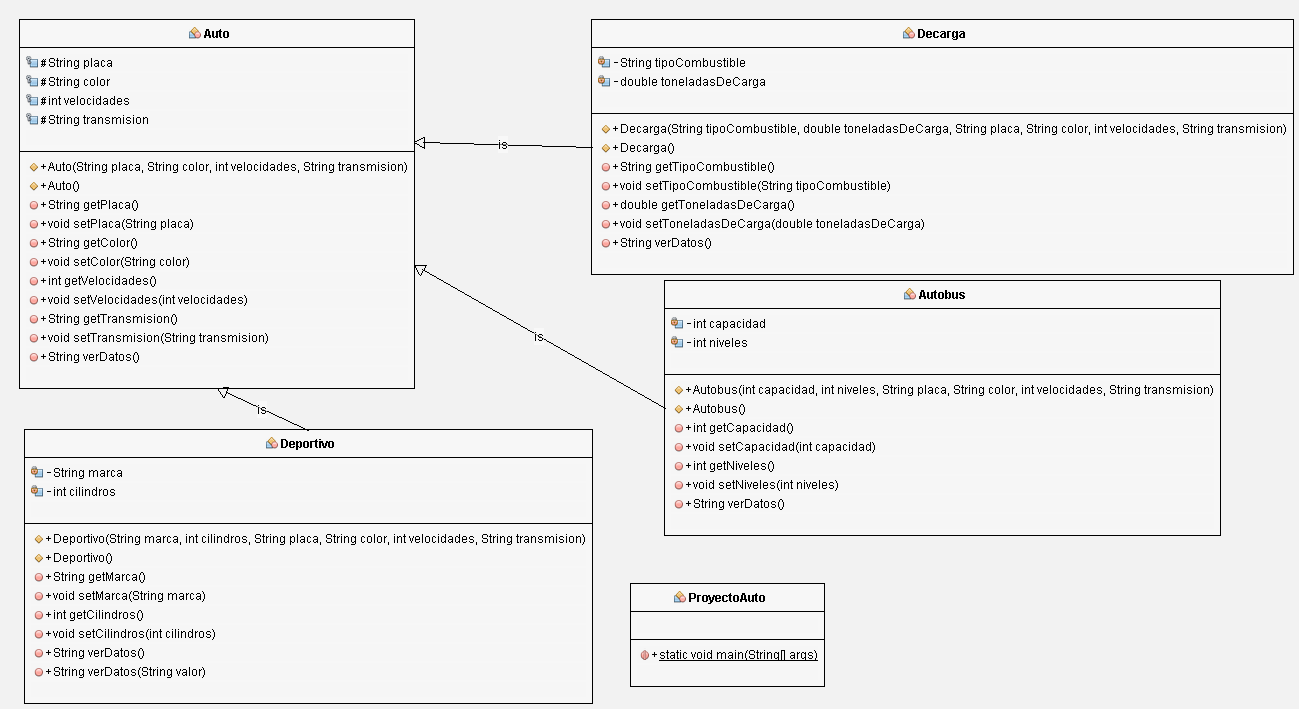 Auto
#String placa
#String color
#int velocidades
#String transmision
+Auto(String placa, String color, int velocidades, String transmision)
+Auto()
+String getPlaca()
+void setPlaca(String placa)
+String getColor()
+void setColor(String color)
+int getVelocidades()
+void setVelocidades(int velocidades)
+String getTransmision()
+void setTransmision(String transmision)
+String verDatos()
is
Decarga
-String tipoCombustible
-double toneladasDeCarga
+Decarga(String tipoCombustible, double toneladasDeCarga, String placa, String color, int velocidades, String transmision)
+Decarga()
+String getTipoCombustible()
+void setTipoCombustible(String tipoCombustible)
+double getToneladasDeCarga()
+void setToneladasDeCarga(double toneladasDeCarga)
+String verDatos()
is
Autobus
-int capacidad
-int niveles
+Autobus(int capacidad, int niveles, String placa, String color, int velocidades, String transmision)
+Autobus()
+int getCapacidad()
+void setCapacidad(int capacidad)
+int getNiveles()
+void setNiveles(int niveles)
+String verDatos()
is
Deportivo
-String marca
-int cilindros
+Deportivo(String marca, int cilindros, String placa, String color, int velocidades, String transmision)
+Deportivo()
+String getMarca()
+void setMarca(String marca)
+int getCilindros()
+void setCilindros(int cilindros)
+String verDatos()
+String verDatos(String valor)
ProyectoAuto
+static void main(String[] args)